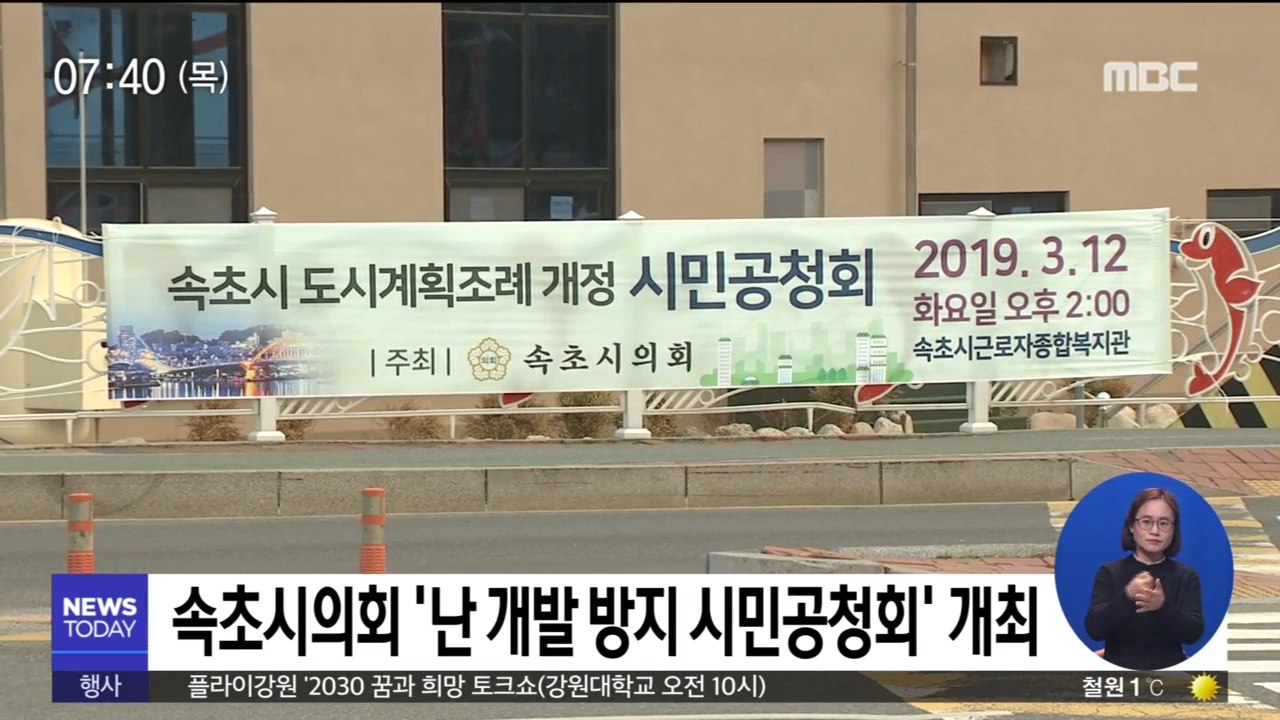 07:40 (목)
MBC
속초시 도시계획조례 개정 시민공청회
2019. 3. 12
화요일 오후 2:00
속초시근로자종합복지관
|주최| 의회 속초시의회
NEWS
TODAY
속초시의회 '난 개발 방지 시민공청회' 개최
행사
플라이강원 '2030 꿈과 희망 토크쇼(강원대학교 오전 10시)
철원 1℃